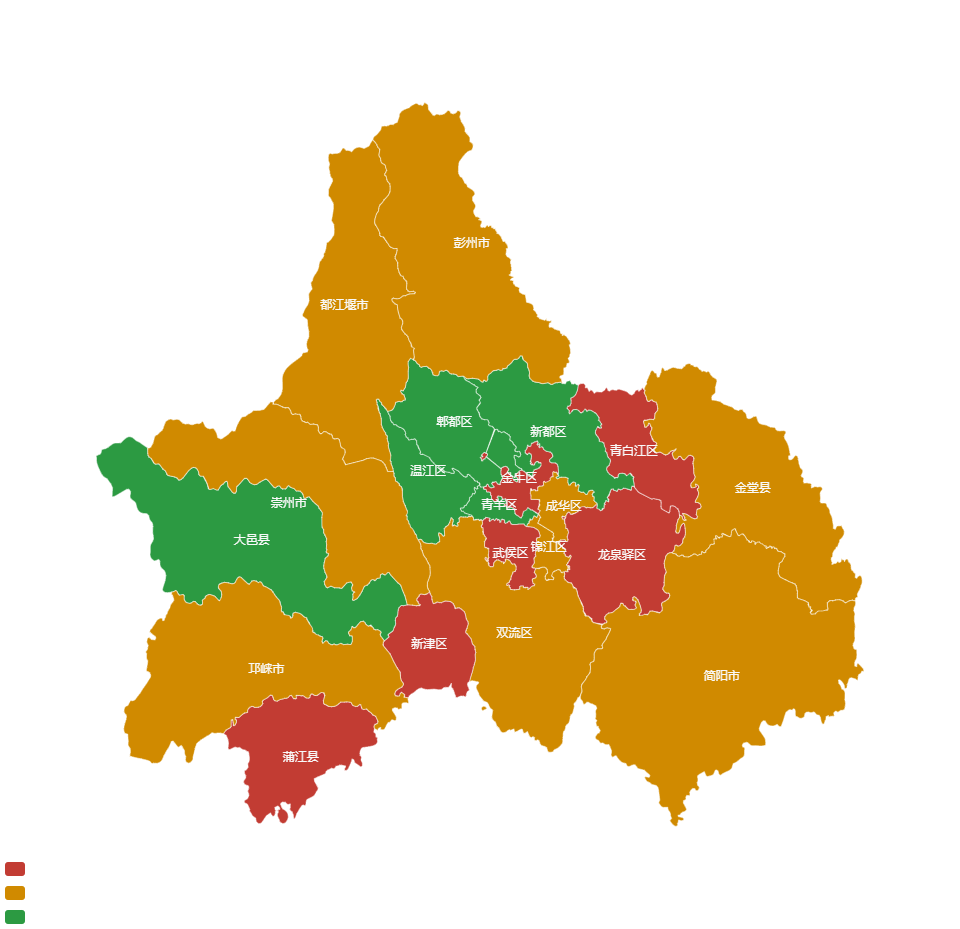 彭州市
都江堰市
郫都区
新都区
青白江区
温江区
金牛区
金堂县
崇州市
青羊区
成华区
大邑县
锦江区
武侯区
龙泉驿区
双流区
新津区
邛崃市
简阳市
蒲江县